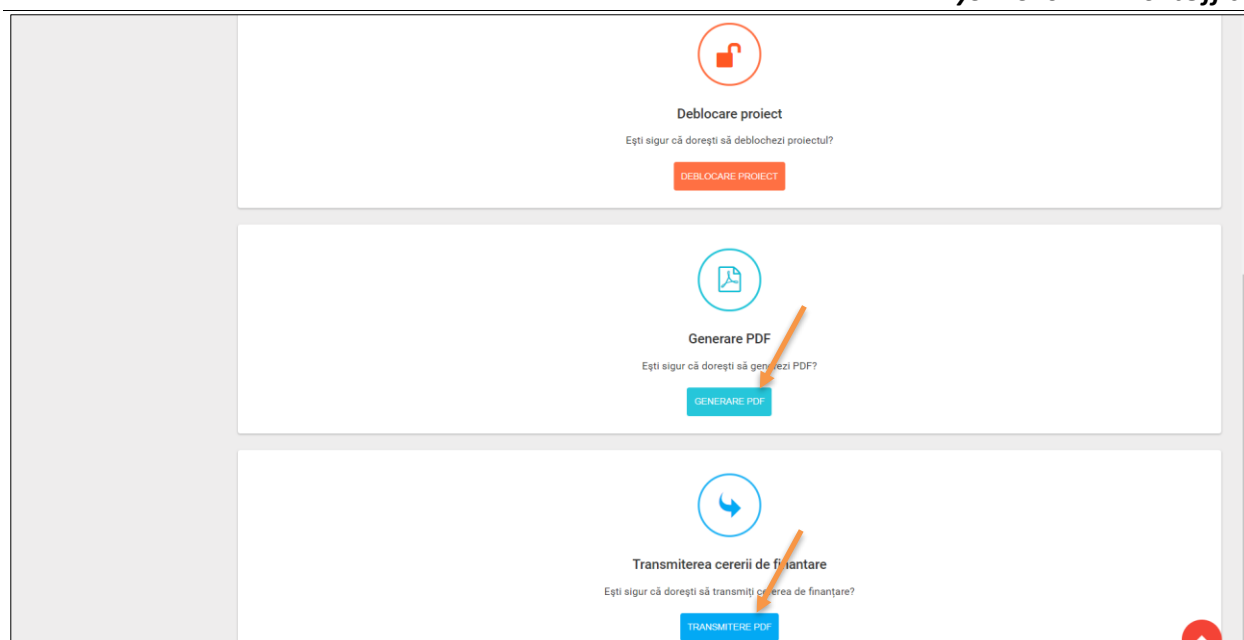 Deblocare proiect
Ești sigur că dorești să deblochezi proiectul?
DEBLOCARE PROIECT
Generare PDF
Ești sigur că dorești să generezi PDF?
GENERARE PDF
Transmiterea cererii de finantare
Ești sigur că dorești să transmiți cererea de finanțare?
TRANSMITERE PDF